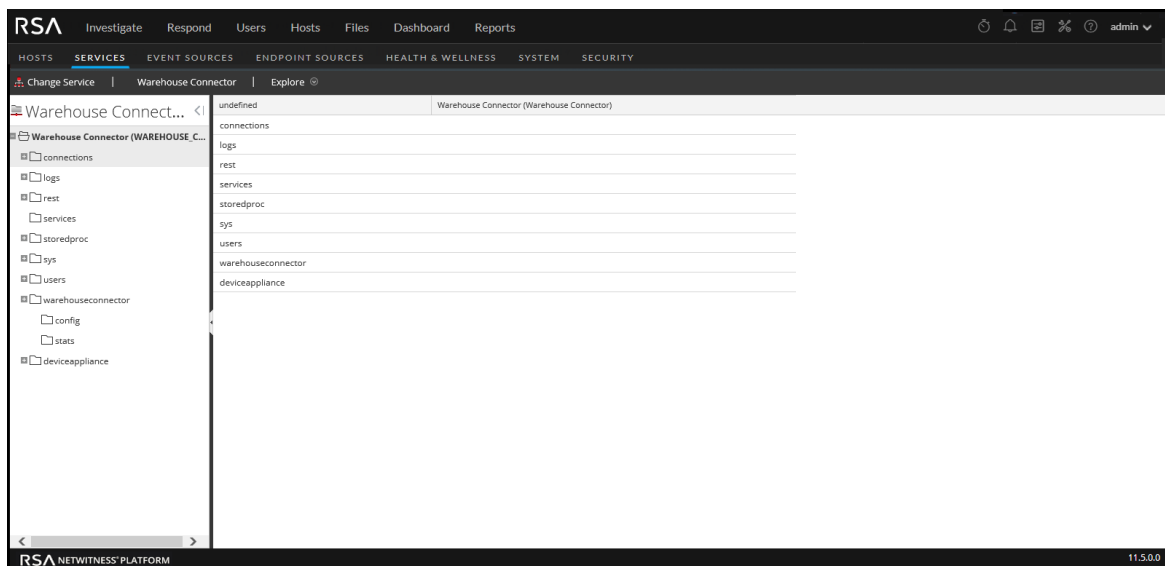 RSA Investigate Respond Users Hosts Files Dashboard Reports admin
HOSTS SERVICES EVENT SOURCES ENDPOINT SOURCES HEALTH & WELLNESS SYSTEM SECURITY
Change Service | Warehouse Connector | Explore
Warehouse Connect...
Warehouse Connector (WAREHOUSE_C...
connections
logs
rest
services
storedproc
sys
users
warehouseconnector
config
stats
deviceappliance
undefined Warehouse Connector (Warehouse Connector)
connections
logs
rest
services
storedproc
sys
users
warehouseconnector
deviceappliance
RSA NETWITNESS® PLATFORM 11.5.0.0